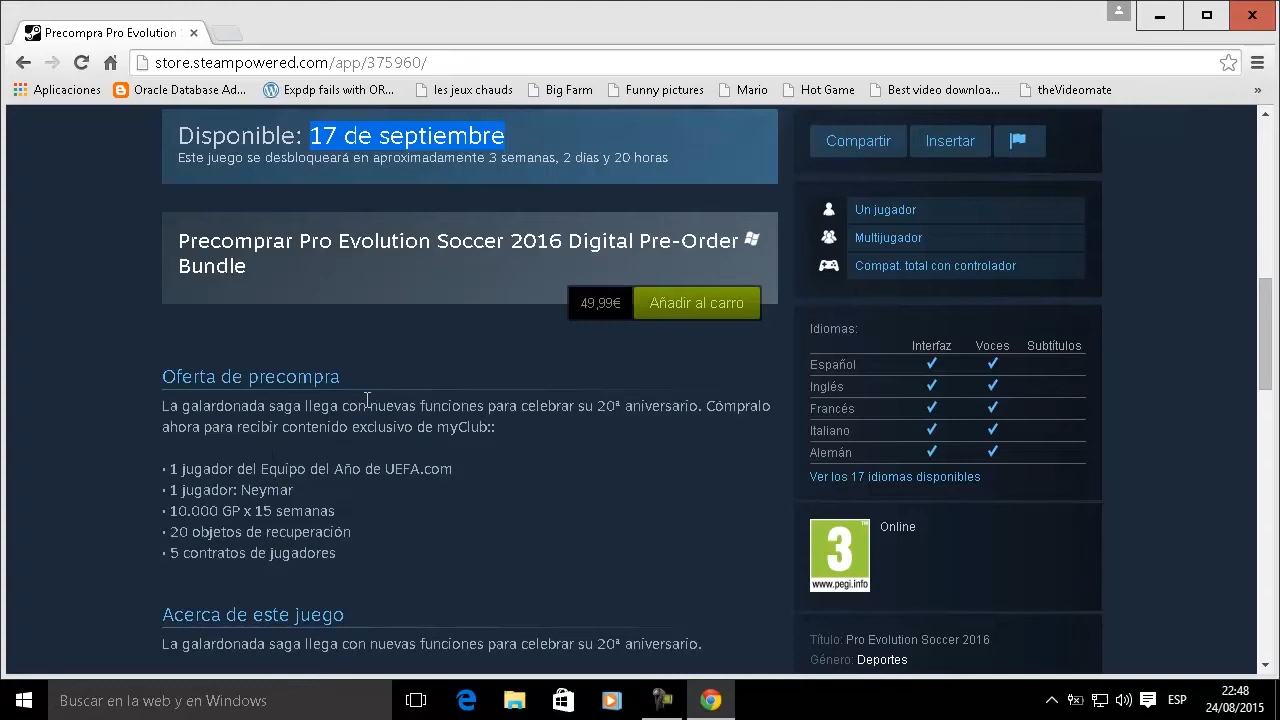 Precompra Pro Evolution
store.steampowered.com/app/375960/
Aplicaciones
Oracle Database Ad...
Expdp fails with OR...
les jeux chauds
Big Farm
Funny pictures
Mario
Hot Game
Best video downloa...
theVideomate
»
Disponible: 17 de septiembre
Este juego se desbloqueará en aproximadamente 3 semanas, 2 días y 20 horas
Precomprar Pro Evolution Soccer 2016 Digital Pre-Order
Bundle
49,99€
Añadir al carro
Oferta de precompra
La galardonada saga llega con nuevas funciones para celebrar su 20ª aniversario. Cómpralo
ahora para recibir contenido exclusivo de myClub::
• 1 jugador del Equipo del Año de UEFA.com
• 1 jugador: Neymar
• 10.000 GP x 15 semanas
• 20 objetos de recuperación
• 5 contratos de jugadores
Acerca de este juego
La galardonada saga llega con nuevas funciones para celebrar su 20ª aniversario.
Compartir
Insertar
Un jugador
Multijugador
Compat. total con controlador
Idiomas:
Interfaz Voces Subtítulos
Español
Inglés
Francés
Italiano
Alemán
Ver los 17 idiomas disponibles
3
www.pegi.info
Online
Título: Pro Evolution Soccer 2016
Género: Deportes
Buscar en la web y en Windows
ESP
22:48
24/08/2015